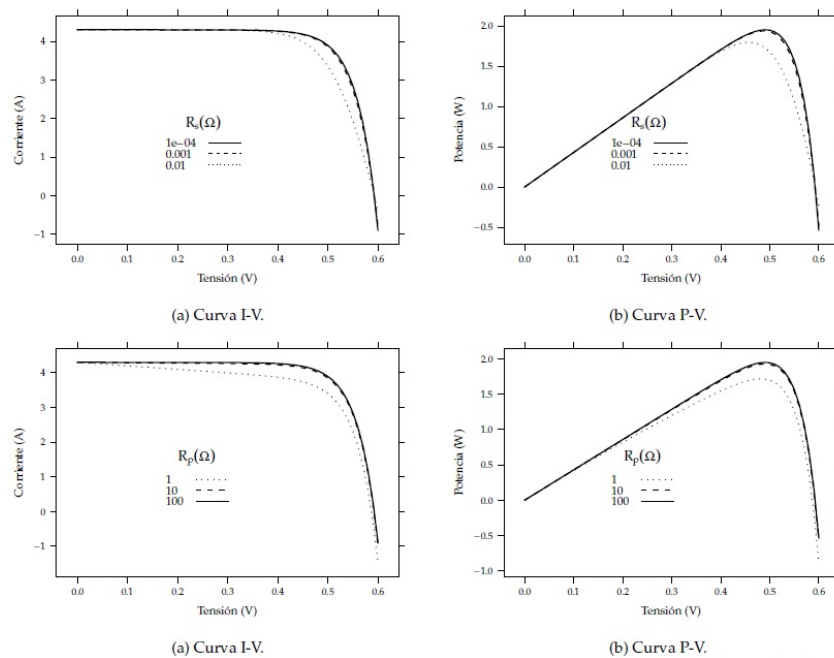 4
3
2
1
0
−1
Corriente (A)
R_s(Ω)
1e−04
0.001
0.01
0.0 0.1 0.2 0.3 0.4 0.5 0.6
Tensión (V)
(a) Curva I-V.
2.0
1.5
1.0
0.5
0.0
−0.5
Potencia (W)
R_s(Ω)
1e−04
0.001
0.01
0.0 0.1 0.2 0.3 0.4 0.5 0.6
Tensión (V)
(b) Curva P-V.
4
3
2
1
0
−1
Corriente (A)
R_p(Ω)
1
10
100
0.0 0.1 0.2 0.3 0.4 0.5 0.6
Tensión (V)
(a) Curva I-V.
2.0
1.5
1.0
0.5
0.0
−0.5
−1.0
Potencia (W)
R_p(Ω)
1
10
100
0.0 0.1 0.2 0.3 0.4 0.5 0.6
Tensión (V)
(b) Curva P-V.